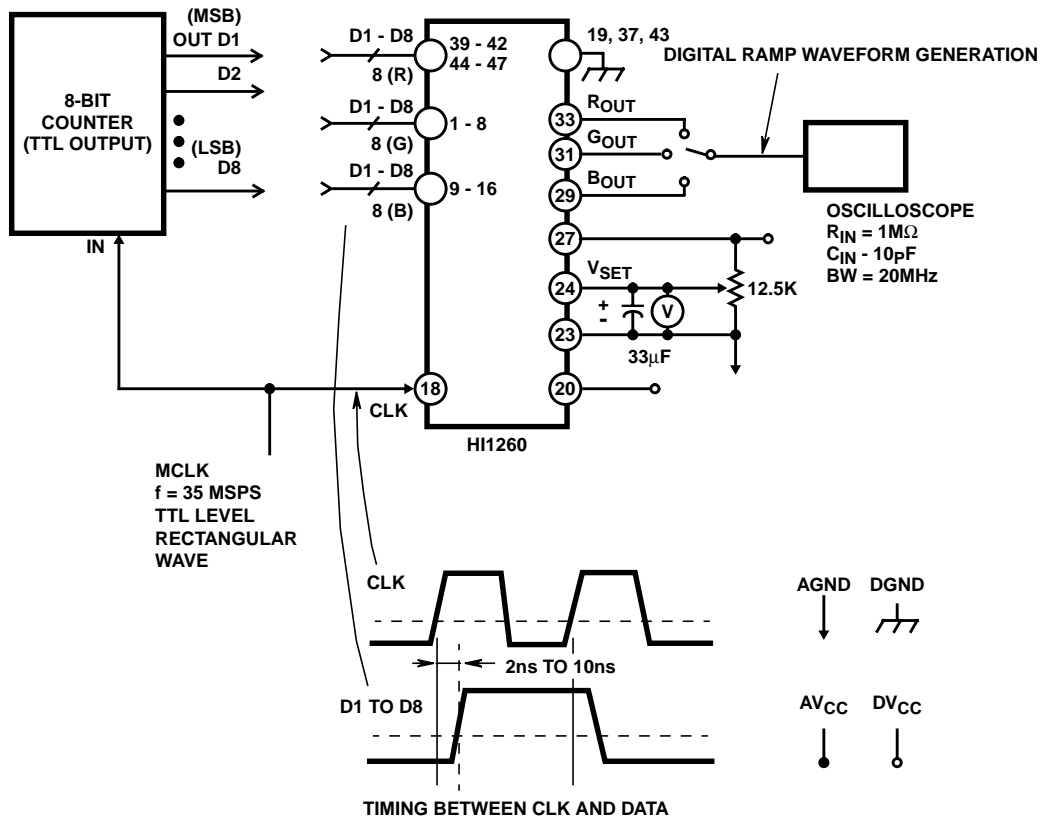 (MSB)
OUT D1
D2
8-BIT
COUNTER
(TTL OUTPUT)
(LSB)
D8
IN
D1 - D8
8 (R)
D1 - D8
8 (G)
D1 - D8
8 (B)
39 - 42
44 - 47
1 - 8
9 - 16
18
CLK
19, 37, 43
33
31
29
27
24
23
20
HI1260
ROUT
GOUT
BOUT
VSET
DIGITAL RAMP WAVEFORM GENERATION
OSCILLOSCOPE
RIN = 1MΩ
CIN - 10PF
BW = 20MHz
12.5K
+
-
V
33μF
MCLK
f = 35 MSPS
TTL LEVEL
RECTANGULAR
WAVE
CLK
2ns TO 10ns
D1 TO D8
TIMING BETWEEN CLK AND DATA
AGND DGND
AVCC DVCC